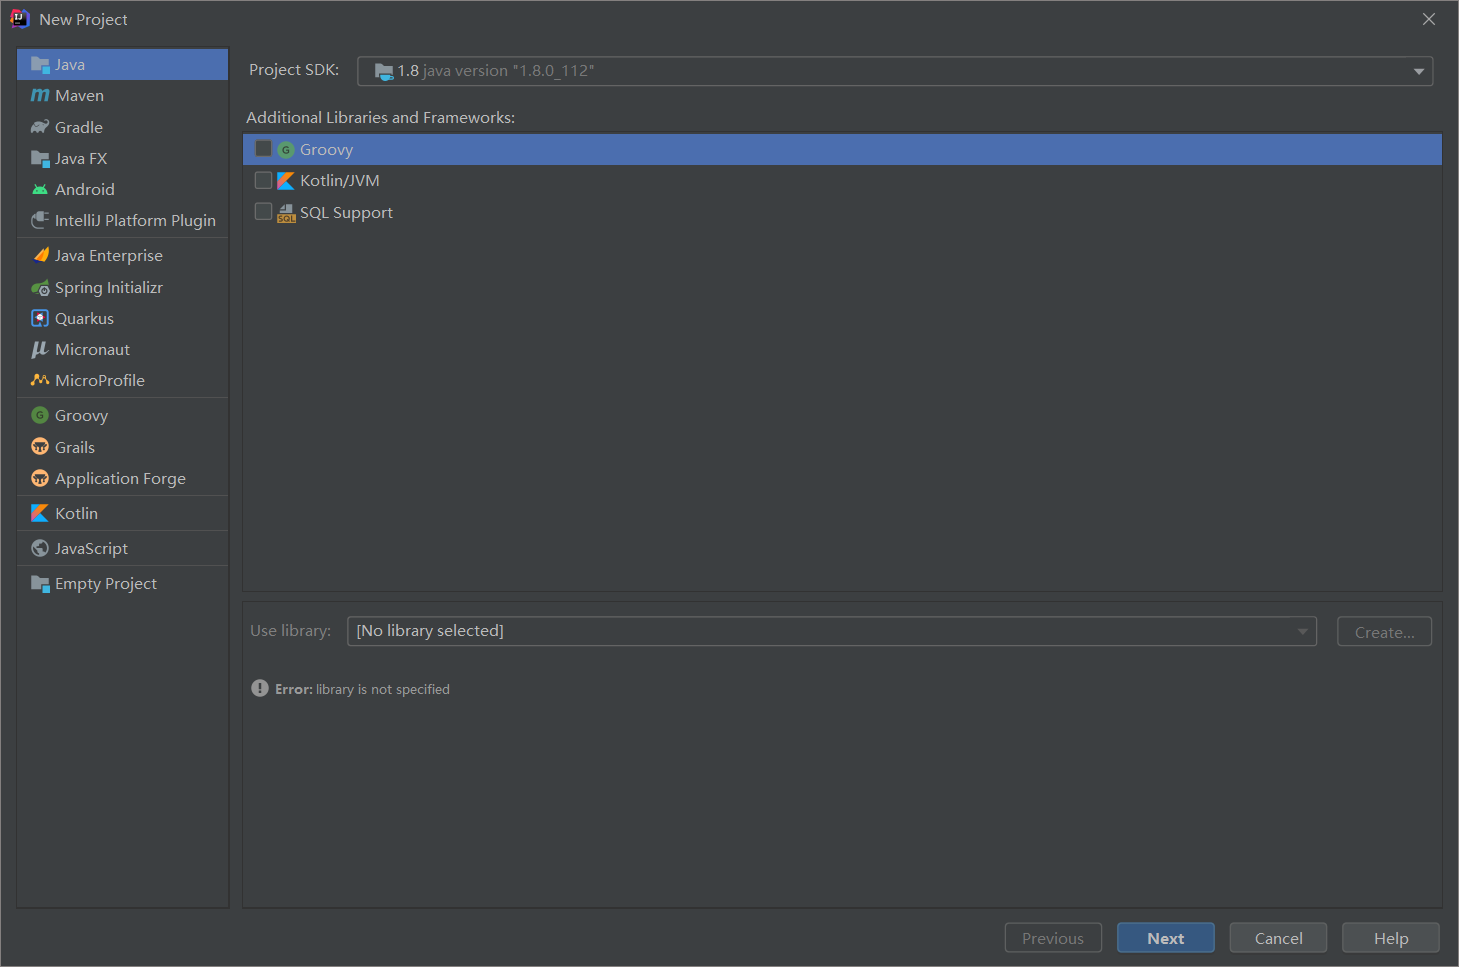 New Project
Java
Maven
Gradle
Java FX
Android
IntelliJ Platform Plugin
Java Enterprise
Spring Initializr
Quarkus
Micronaut
MicroProfile
Groovy
Grails
Application Forge
Kotlin
JavaScript
Empty Project
Project SDK: 1.8 java version "1.8.0_112"
Additional Libraries and Frameworks:
Groovy
Kotlin/JVM
SQL Support
Use library: [No library selected] Create...
Error: library is not specified
Previous Next Cancel Help